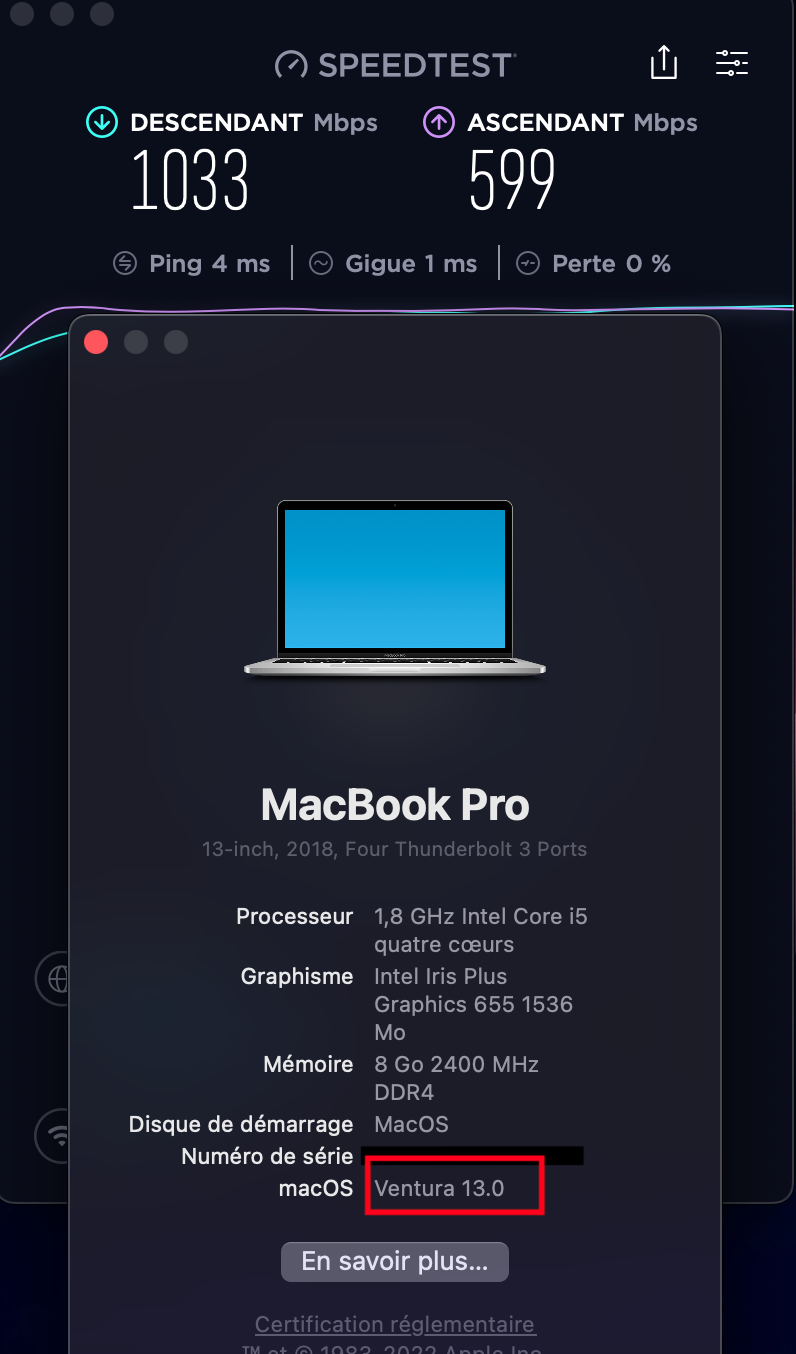 SPEEDTEST
DESCENDANT Mbps
ASCENDANT Mbps
1033
599
Ping 4 ms
Gigue 1 ms
Perte 0 %
MacBook Pro
13-inch, 2018, Four Thunderbolt 3 Ports
Processeur 1,8 GHz Intel Core i5
quatre cœurs
Graphisme Intel Iris Plus
Graphics 655 1536
Mo
Mémoire 8 Go 2400 MHz
DDR4
Disque de démarrage MacOS
Numéro de série
macOS Ventura 13.0
En savoir plus...
Certification réglementaire
™ et © 1983-2022 Apple Inc.